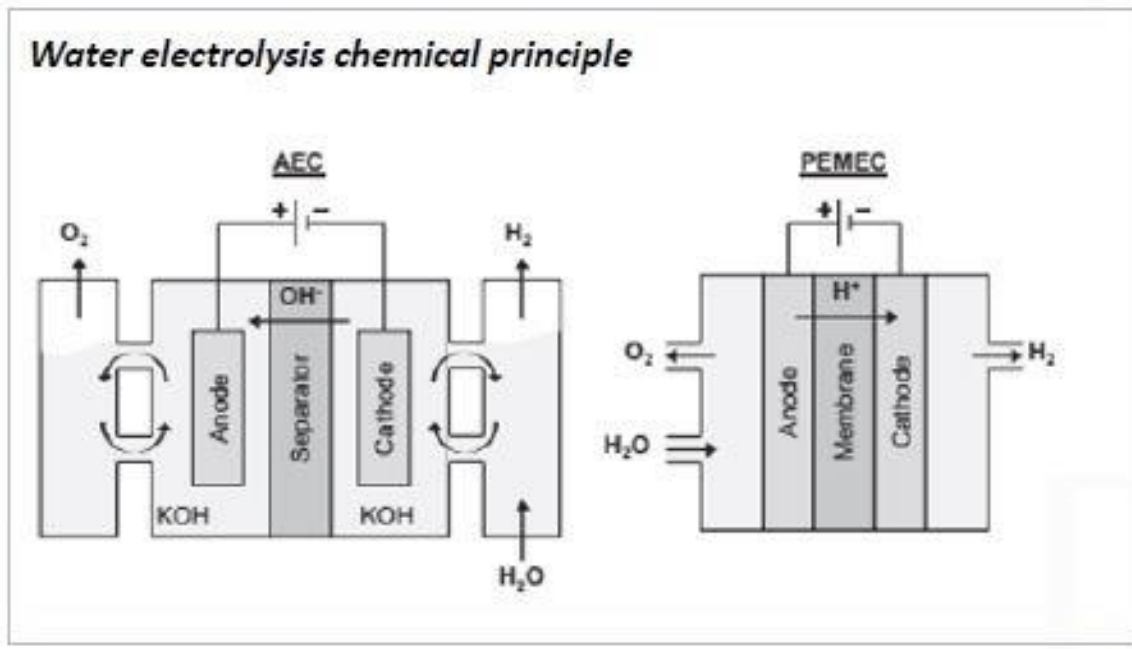 Water electrolysis chemical principle
AEC
+ −
O₂
H₂
OH⁻
Anode
Separator
Cathode
KOH
KOH
H₂O
PEMEC
+ −
H⁺
O₂
H₂
H₂O
Anode
Membrane
Cathode